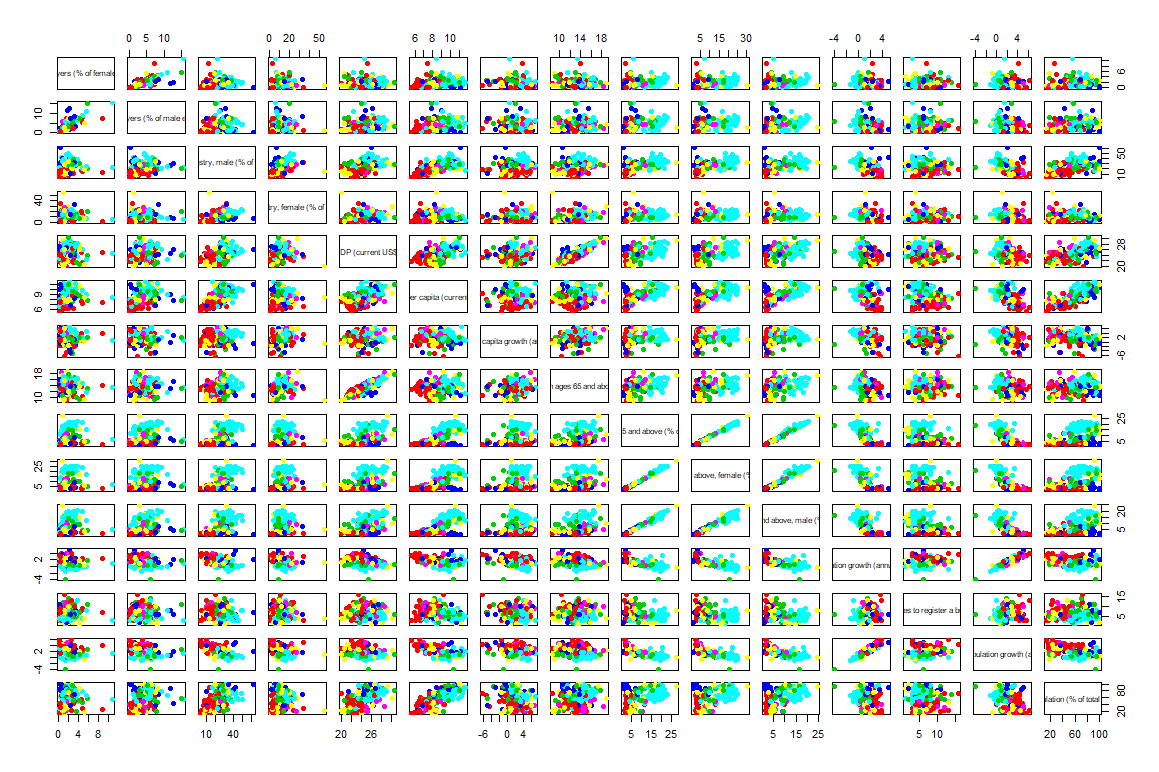 0 5 10 0 20 50 6 8 10 10 14 18 5 15 30 -4 0 4 -4 0 4
vers (% of female 0 6
0 10 vers (% of male e
stry, male (% of 10 50
0 40 try, female (% of
DP (current US$ 20 28
6 9 er capita (current
capita growth (a -6 2
10 18 n ages 65 and abo
5 and above (% o 5 25
5 25 above, female (%
nd above, male (% 5 20
-4 2 tion growth (annu
es to register a b 5 15
-4 2 pulation growth (a
lation (% of total 20 80
0 4 8 10 40 20 26 -6 0 4 5 15 25 5 15 25 5 10 20 60 100